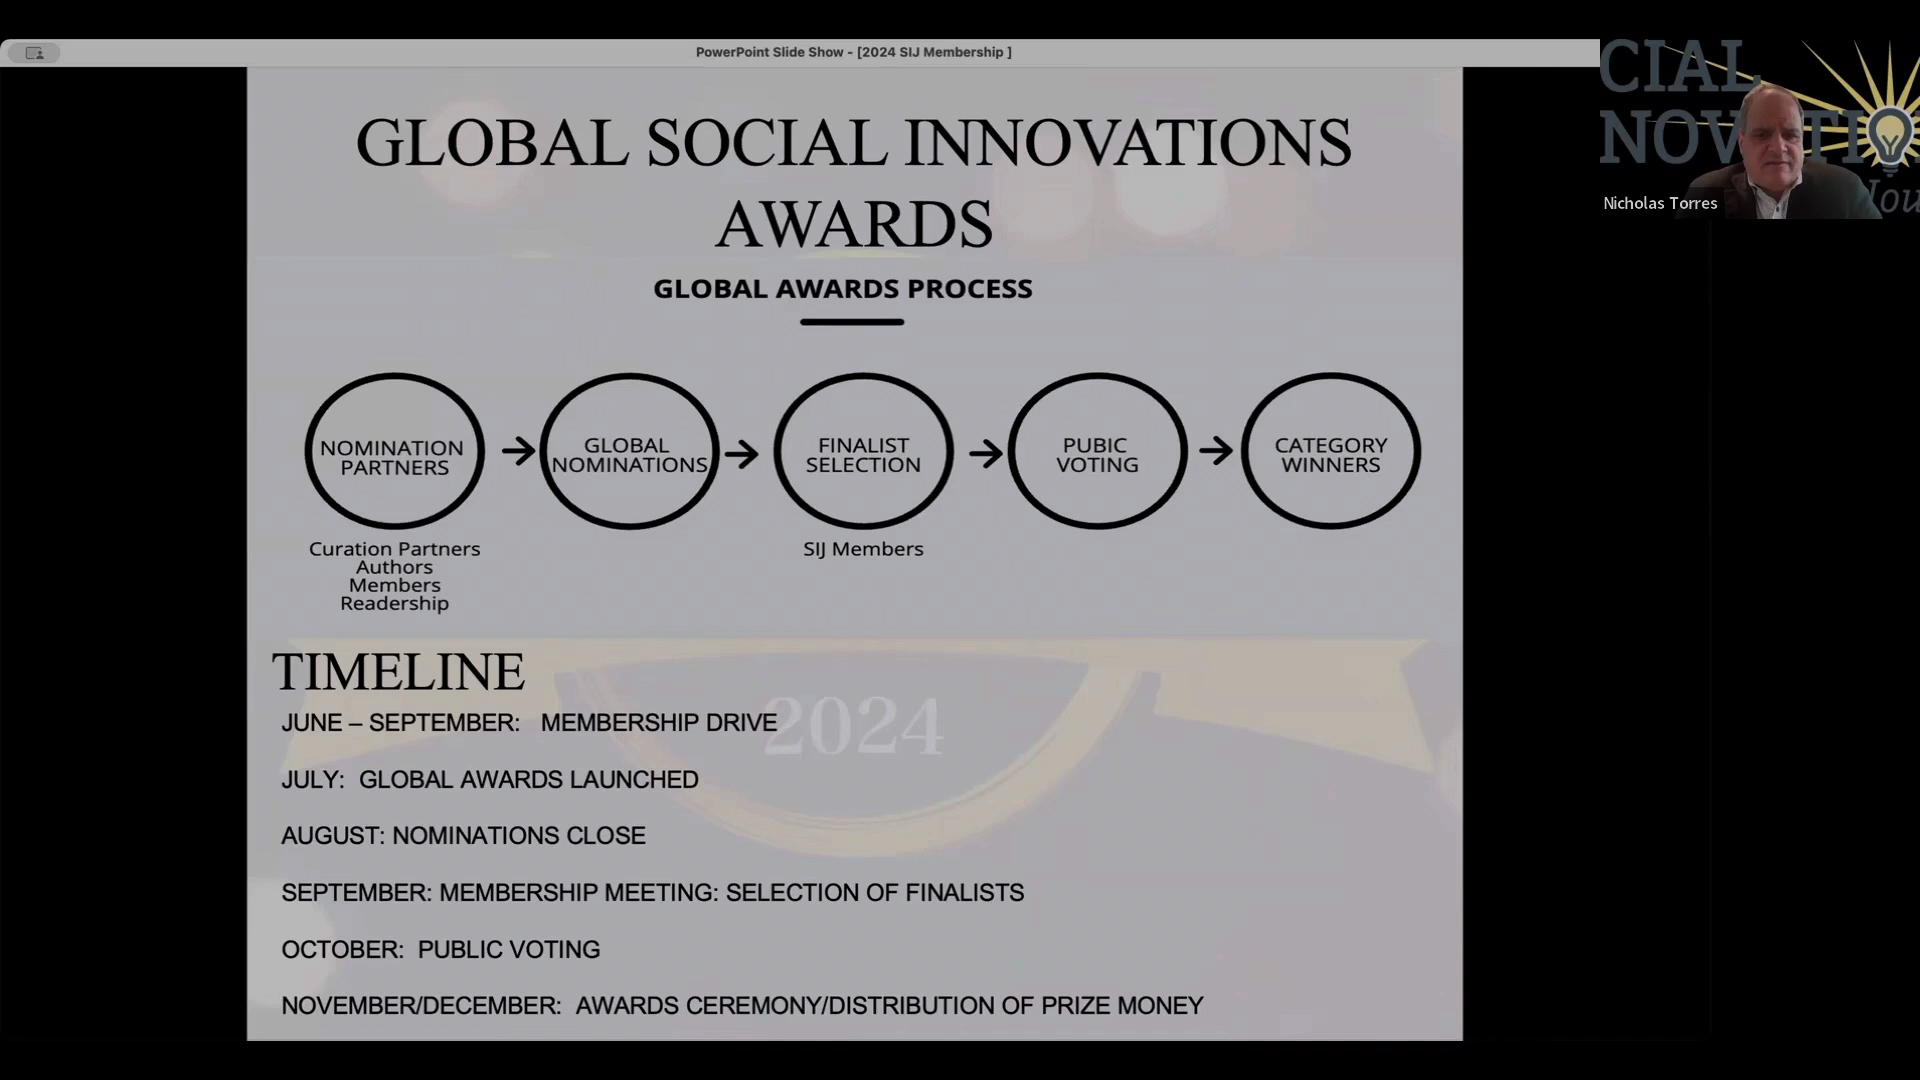 PowerPoint Slide Show - [2024 SIJ Membership ]
CIAL
NOV TIO
Jou
Nicholas Torres
GLOBAL SOCIAL INNOVATIONS
AWARDS
GLOBAL AWARDS PROCESS
NOMINATION
PARTNERS
Curation Partners
Authors
Members
Readership
GLOBAL
NOMINATIONS
FINALIST
SELECTION
SIJ Members
PUBIC
VOTING
CATEGORY
WINNERS
2024
TIMELINE
JUNE – SEPTEMBER: MEMBERSHIP DRIVE
JULY: GLOBAL AWARDS LAUNCHED
AUGUST: NOMINATIONS CLOSE
SEPTEMBER: MEMBERSHIP MEETING: SELECTION OF FINALISTS
OCTOBER: PUBLIC VOTING
NOVEMBER/DECEMBER: AWARDS CEREMONY/DISTRIBUTION OF PRIZE MONEY